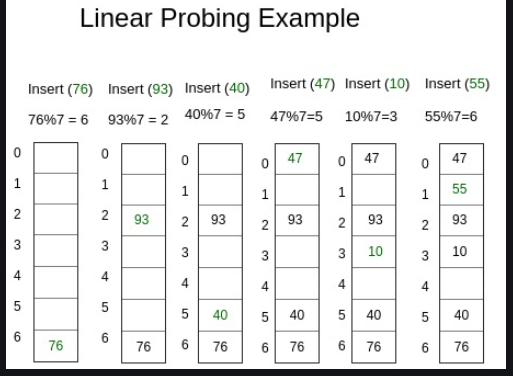 Linear Probing Example
Insert (76) Insert (93) Insert (40) Insert (47) Insert (10) Insert (55)
76%7 = 6 93%7 = 2 40%7 = 5 47%7=5 10%7=3 55%7=6
0 0 0 0 47 0 47 0 47
1 1 1 1 1 1 55
2 2 93 2 93 2 93 2 93 2 93
3 3 3 3 3 10 3 10
4 4 4 4 4 4
5 5 5 40 5 40 5 40 5 40
6 76 6 76 6 76 6 76 6 76 6 76